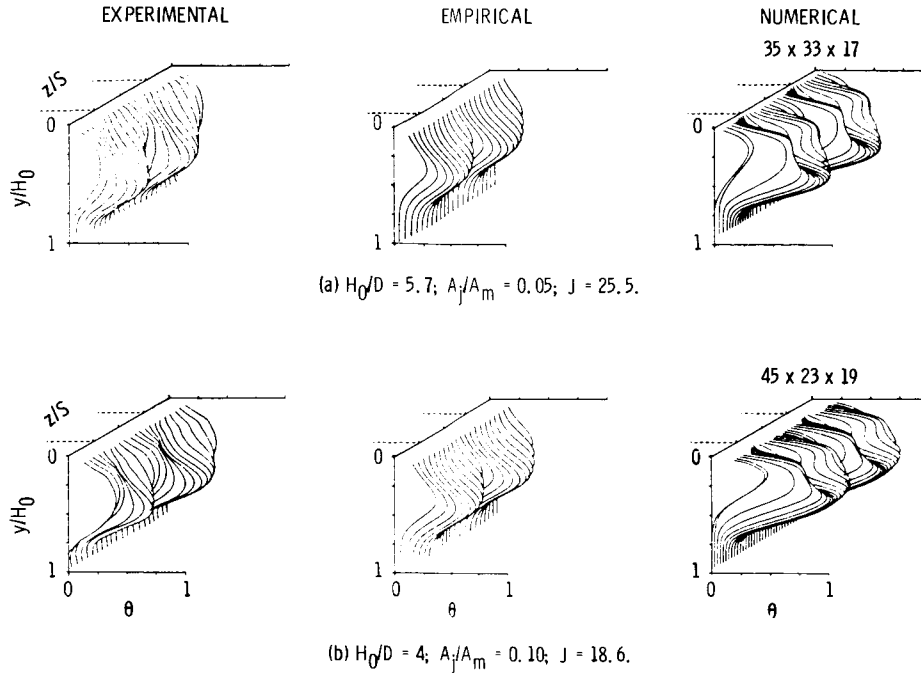 EXPERIMENTAL EMPIRICAL NUMERICAL
35 x 33 x 17
z/S
0 0 0
y/H0
1 1 1
(a) H0/D = 5.7; Aj/Am = 0.05; J = 25.5.
45 x 23 x 19
z/S
0 0 0
y/H0
1 1 1
0 1 0 1 0 1
θ θ θ
(b) H0/D = 4; Aj/Am = 0.10; J = 18.6.